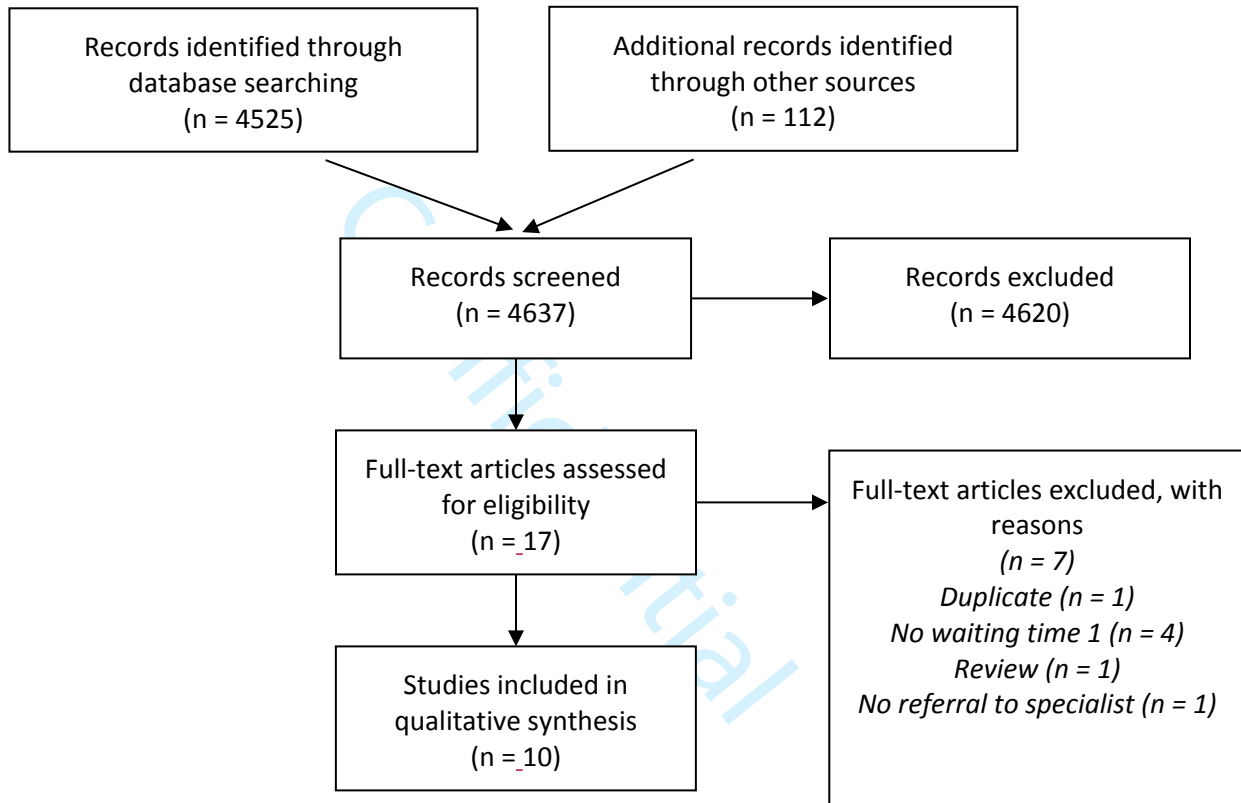 Records identified through
database searching
(n = 4525)
Additional records identified
through other sources
(n = 112)
Records screened
(n = 4637)
Records excluded
(n = 4620)
Full-text articles assessed
for eligibility
(n = 17)
Full-text articles excluded, with
reasons
(n = 7)
Duplicate (n = 1)
No waiting time 1 (n = 4)
Review (n = 1)
No referral to specialist (n = 1)
Studies included in
qualitative synthesis
(n = 10)
Confidential